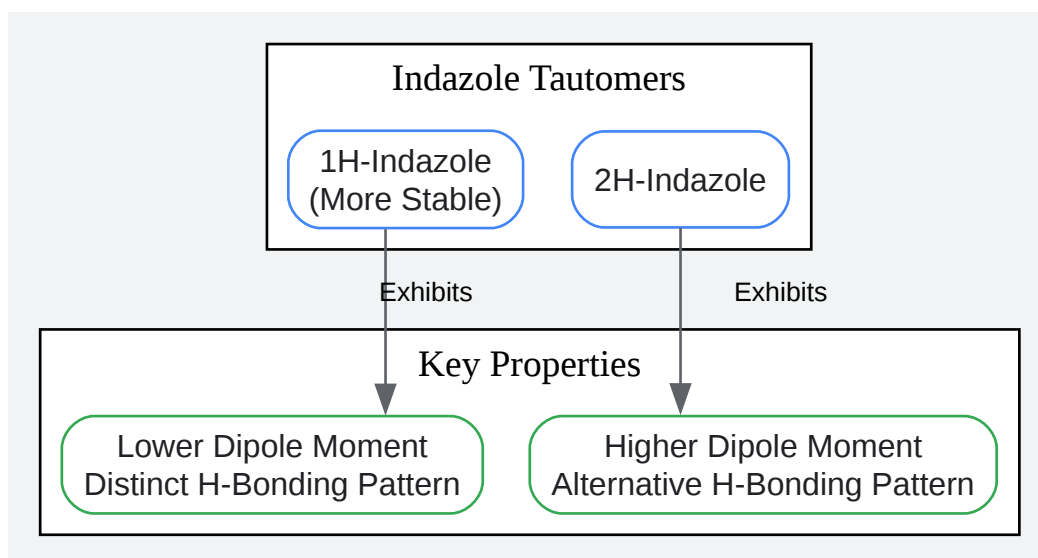 Indazole Tautomers
1H-Indazole
(More Stable)
2H-Indazole
Exhibits
Exhibits
Key Properties
Lower Dipole Moment
Distinct H-Bonding Pattern
Higher Dipole Moment
Alternative H-Bonding Pattern